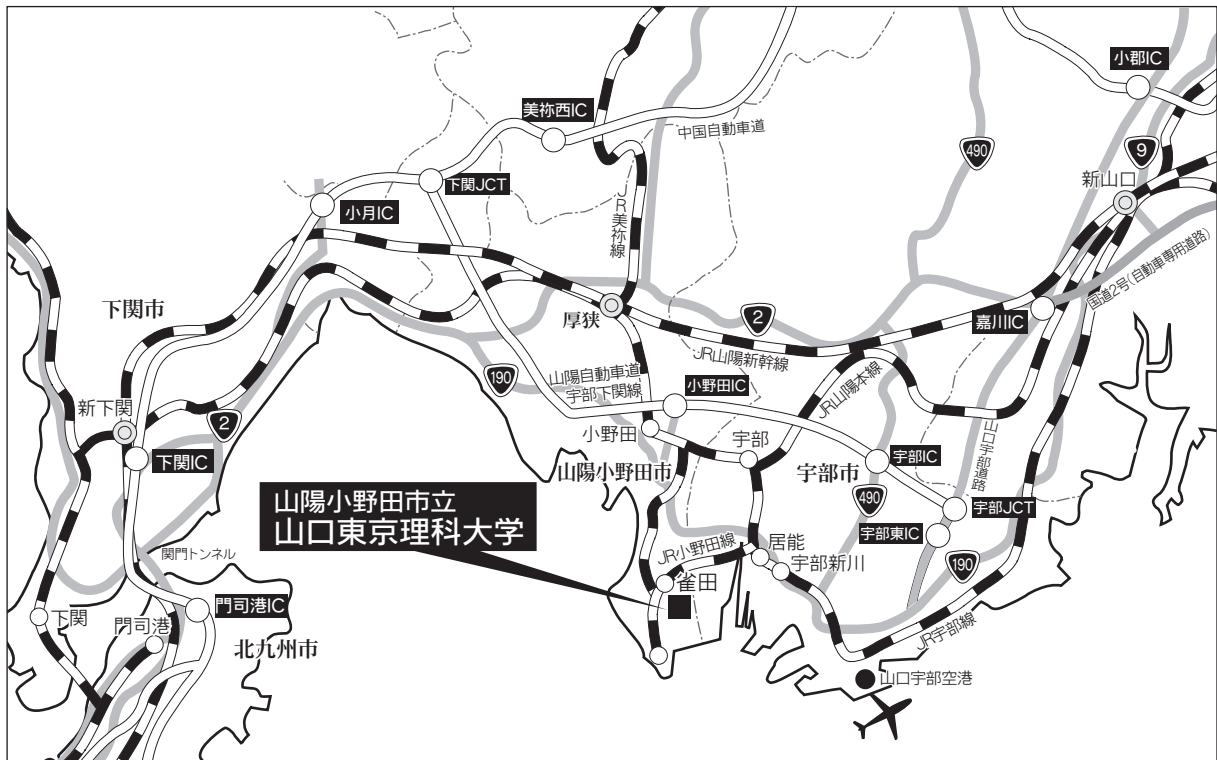 小郡IC
美祢西IC
中国自動車道
490
9
新山口
下関JCT
小月IC
JR美祢線
国道2号(自動車専用道路)
下関市
厚狭
2
嘉川IC
JR山陽新幹線
190
山陽自動車道
宇部下関線
小野田IC
JR山陽本線
新下関
2
小野田
宇部
山口宇部道路
下関IC
山陽小野田市
宇部市
宇部IC
490
山陽小野田市立
山口東京理科大学
宇部JCT
宇部東IC
関門トンネル
JR小野田線
居能
宇部新川
190
雀田
下関
門司港IC
門司港
北九州市
JR宇部線
山口宇部空港